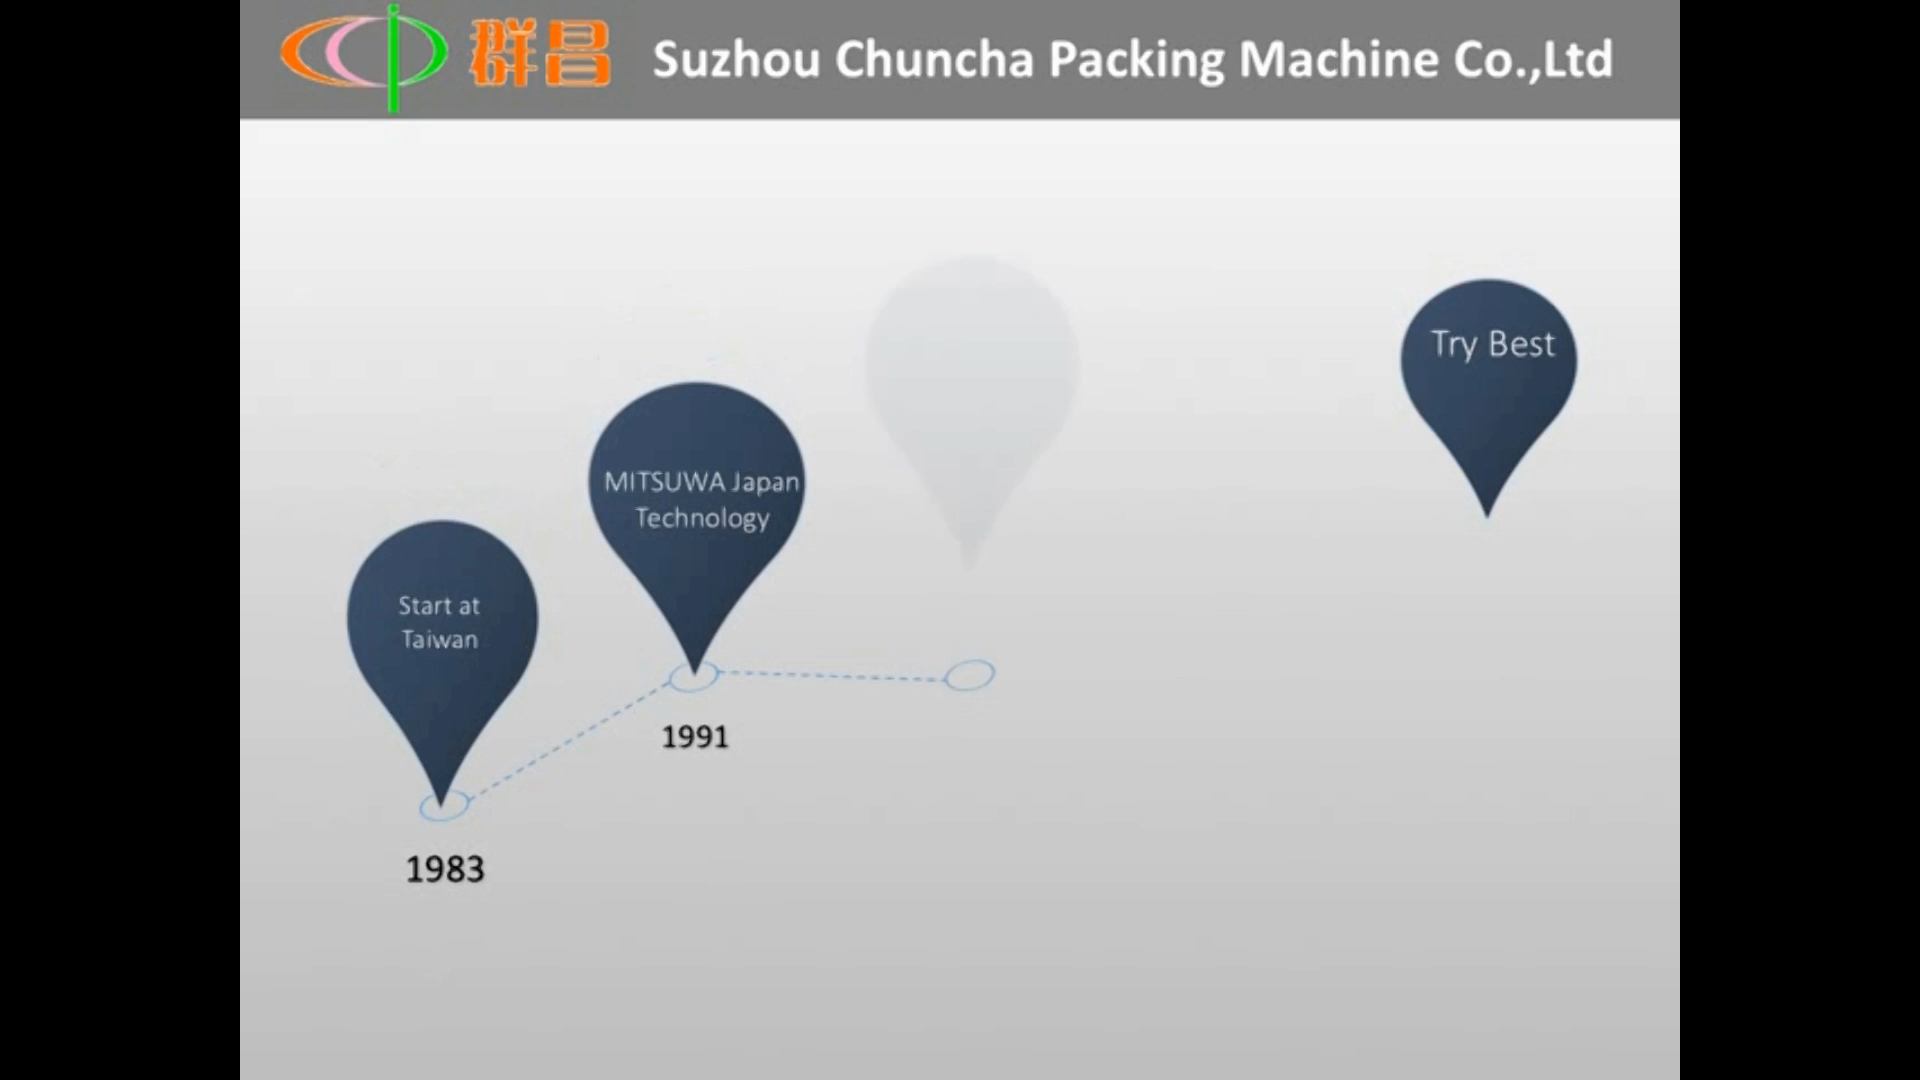 群昌 Suzhou Chuncha Packing Machine Co.,Ltd
Try Best
MITSUWA Japan
Technology
Start at
Taiwan
1991
1983